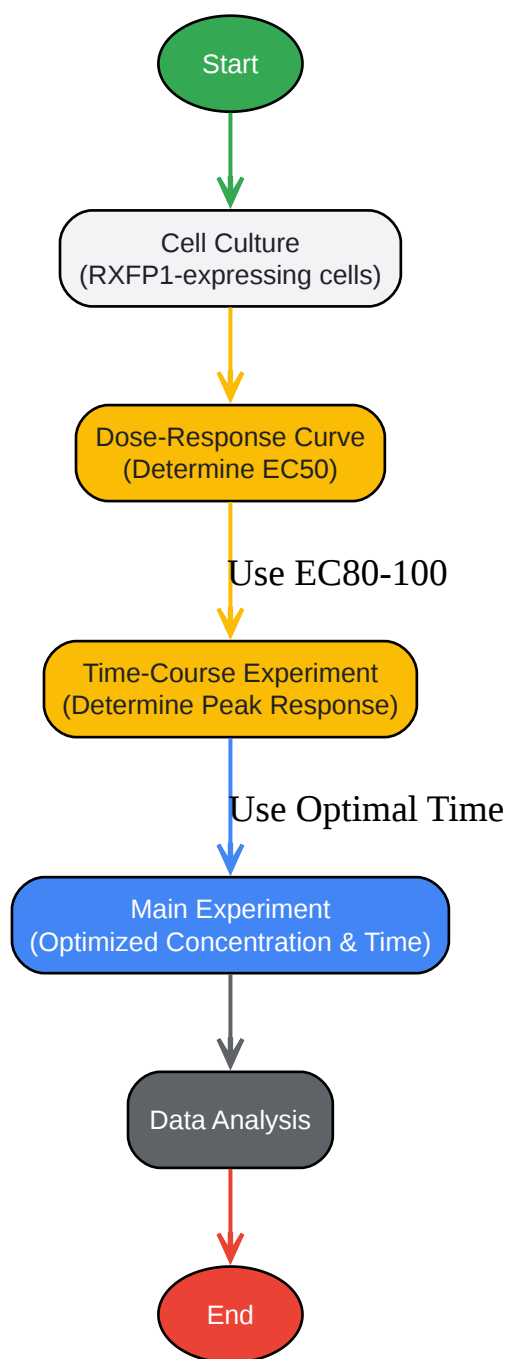 Start
Cell Culture
(RXFP1-expressing cells)
Dose-Response Curve
(Determine EC50)
Use EC80-100
Time-Course Experiment
(Determine Peak Response)
Use Optimal Time
Main Experiment
(Optimized Concentration & Time)
Data Analysis
End